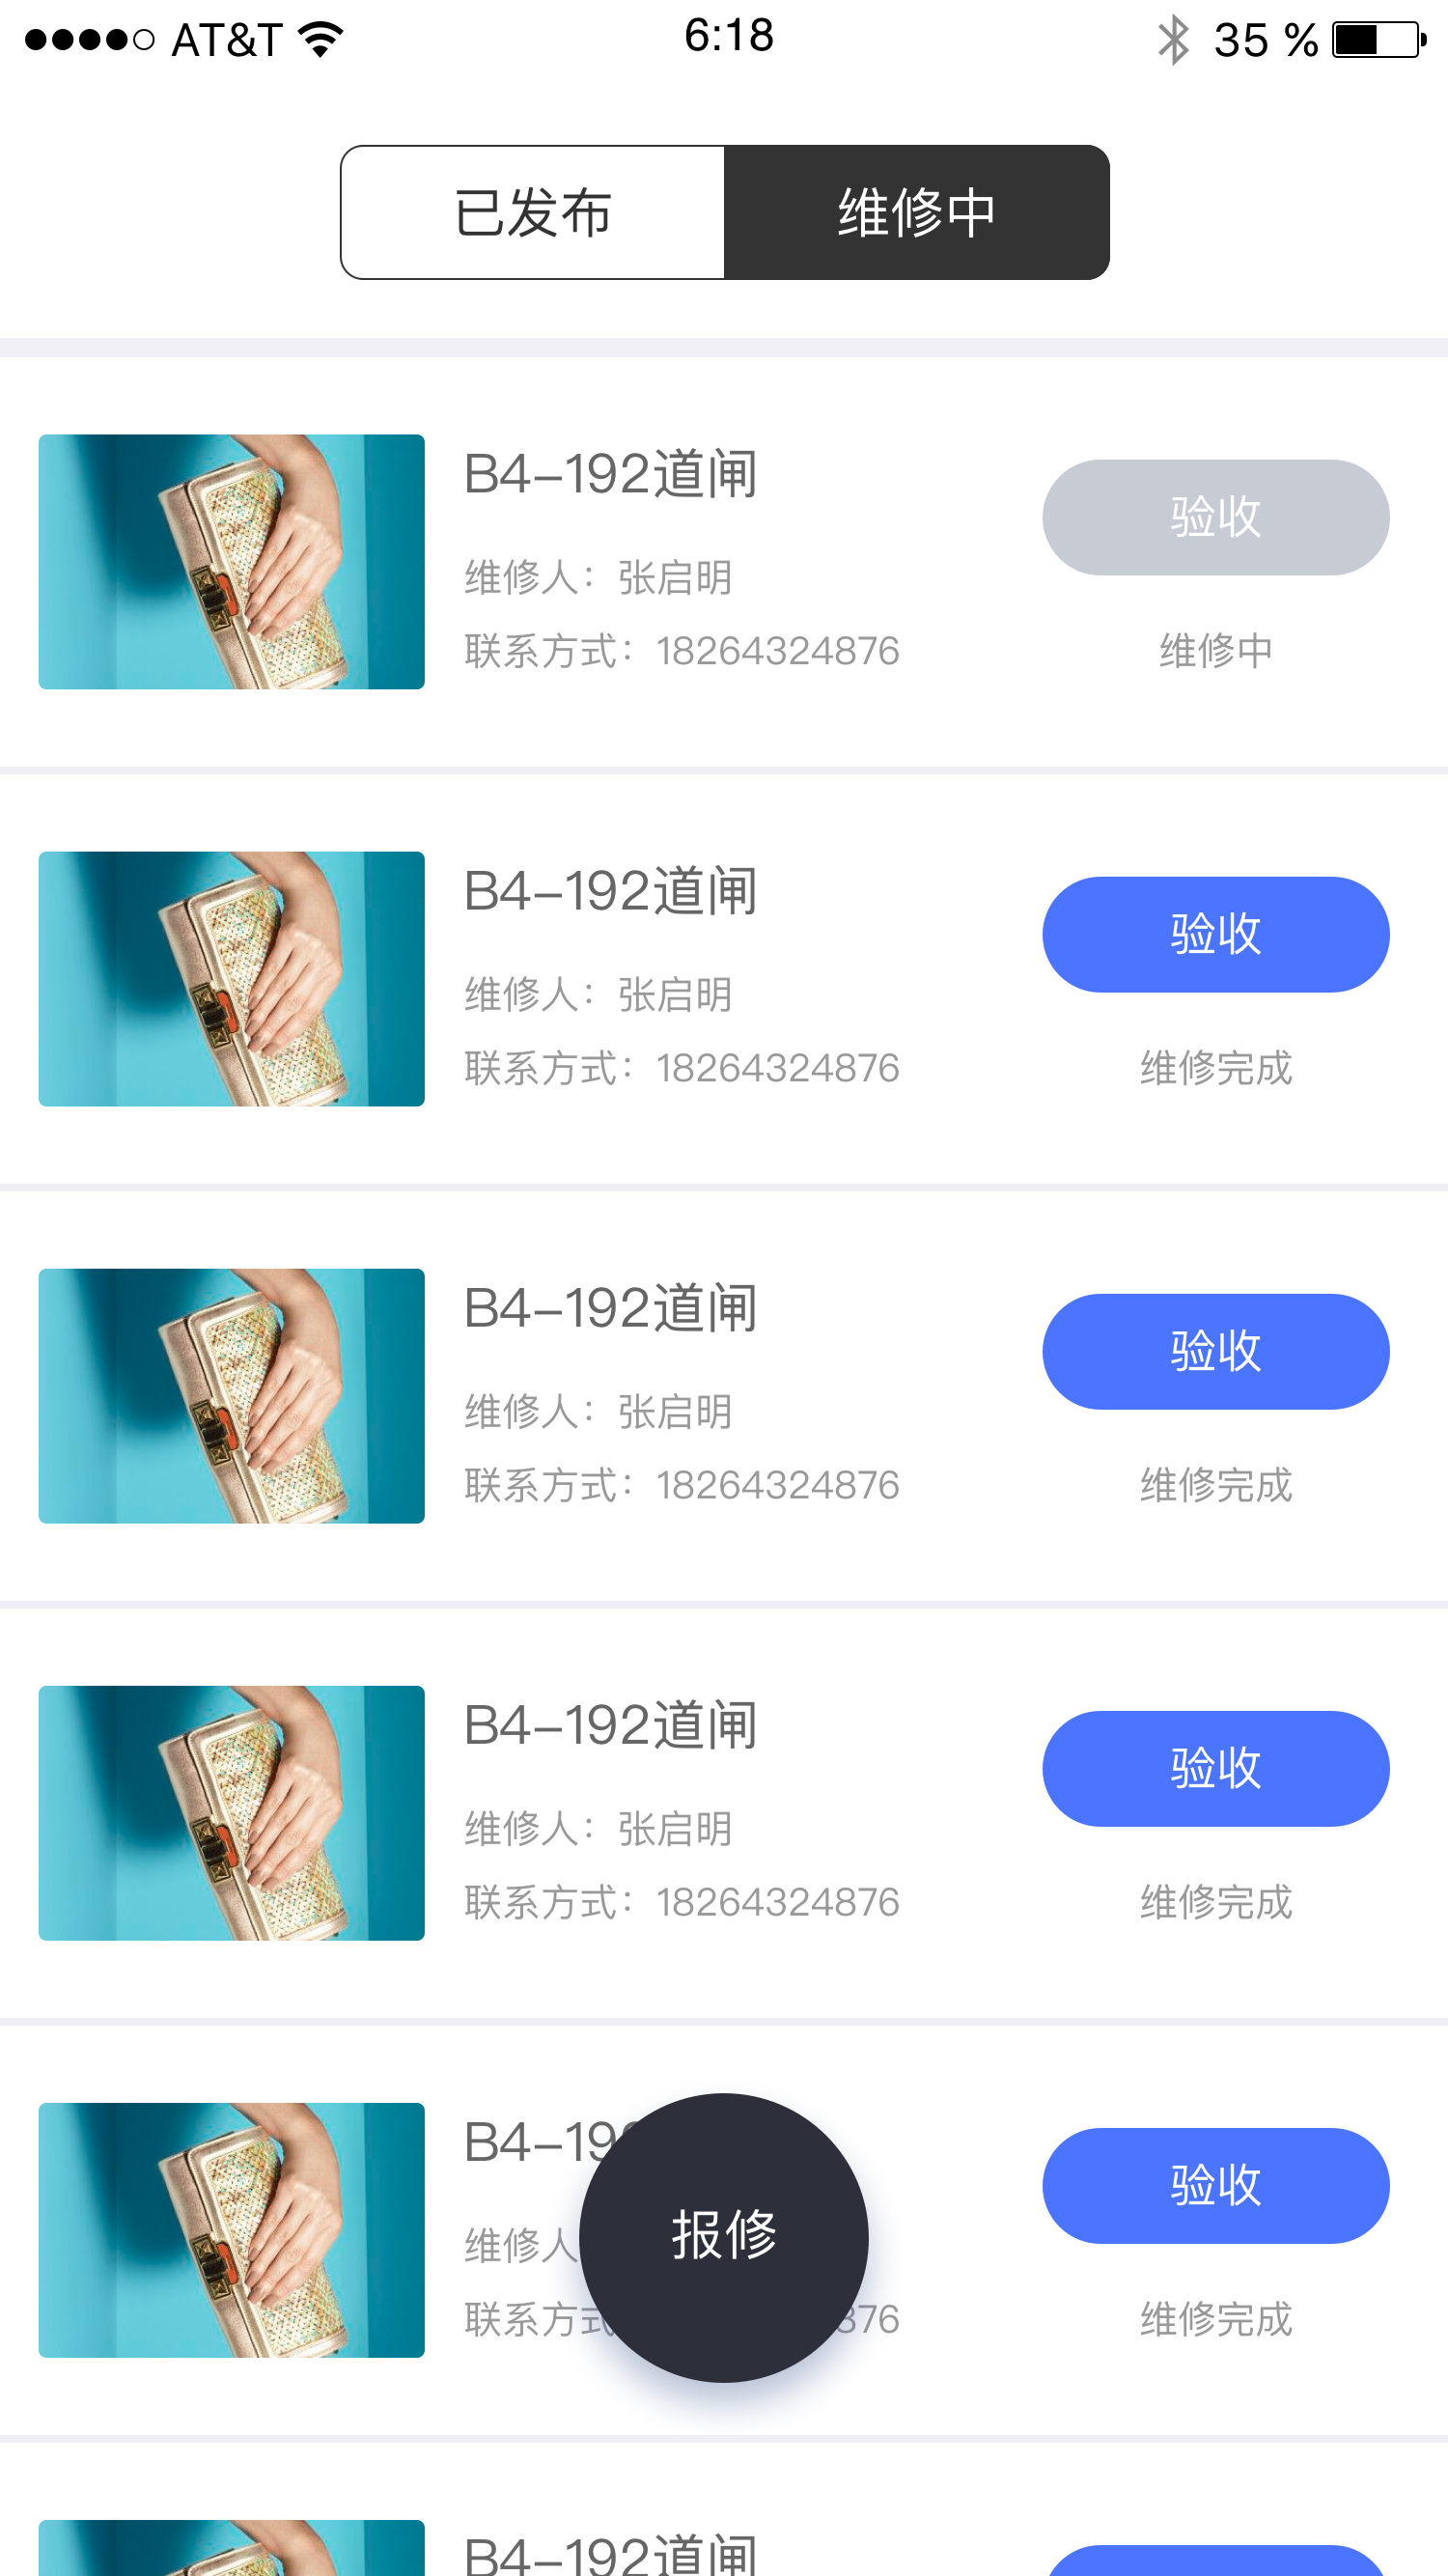 AT&T 6:18 35 %
已发布 维修中
B4-192道闸
验收
维修人：张启明
联系方式：18264324876
维修中
B4-192道闸
验收
维修人：张启明
联系方式：18264324876
维修完成
B4-192道闸
验收
维修人：张启明
联系方式：18264324876
维修完成
B4-192道闸
验收
维修人：张启明
联系方式：18264324876
维修完成
B4-19
验收
维修人
报修
联系方式 876
维修完成
B4-192道闸